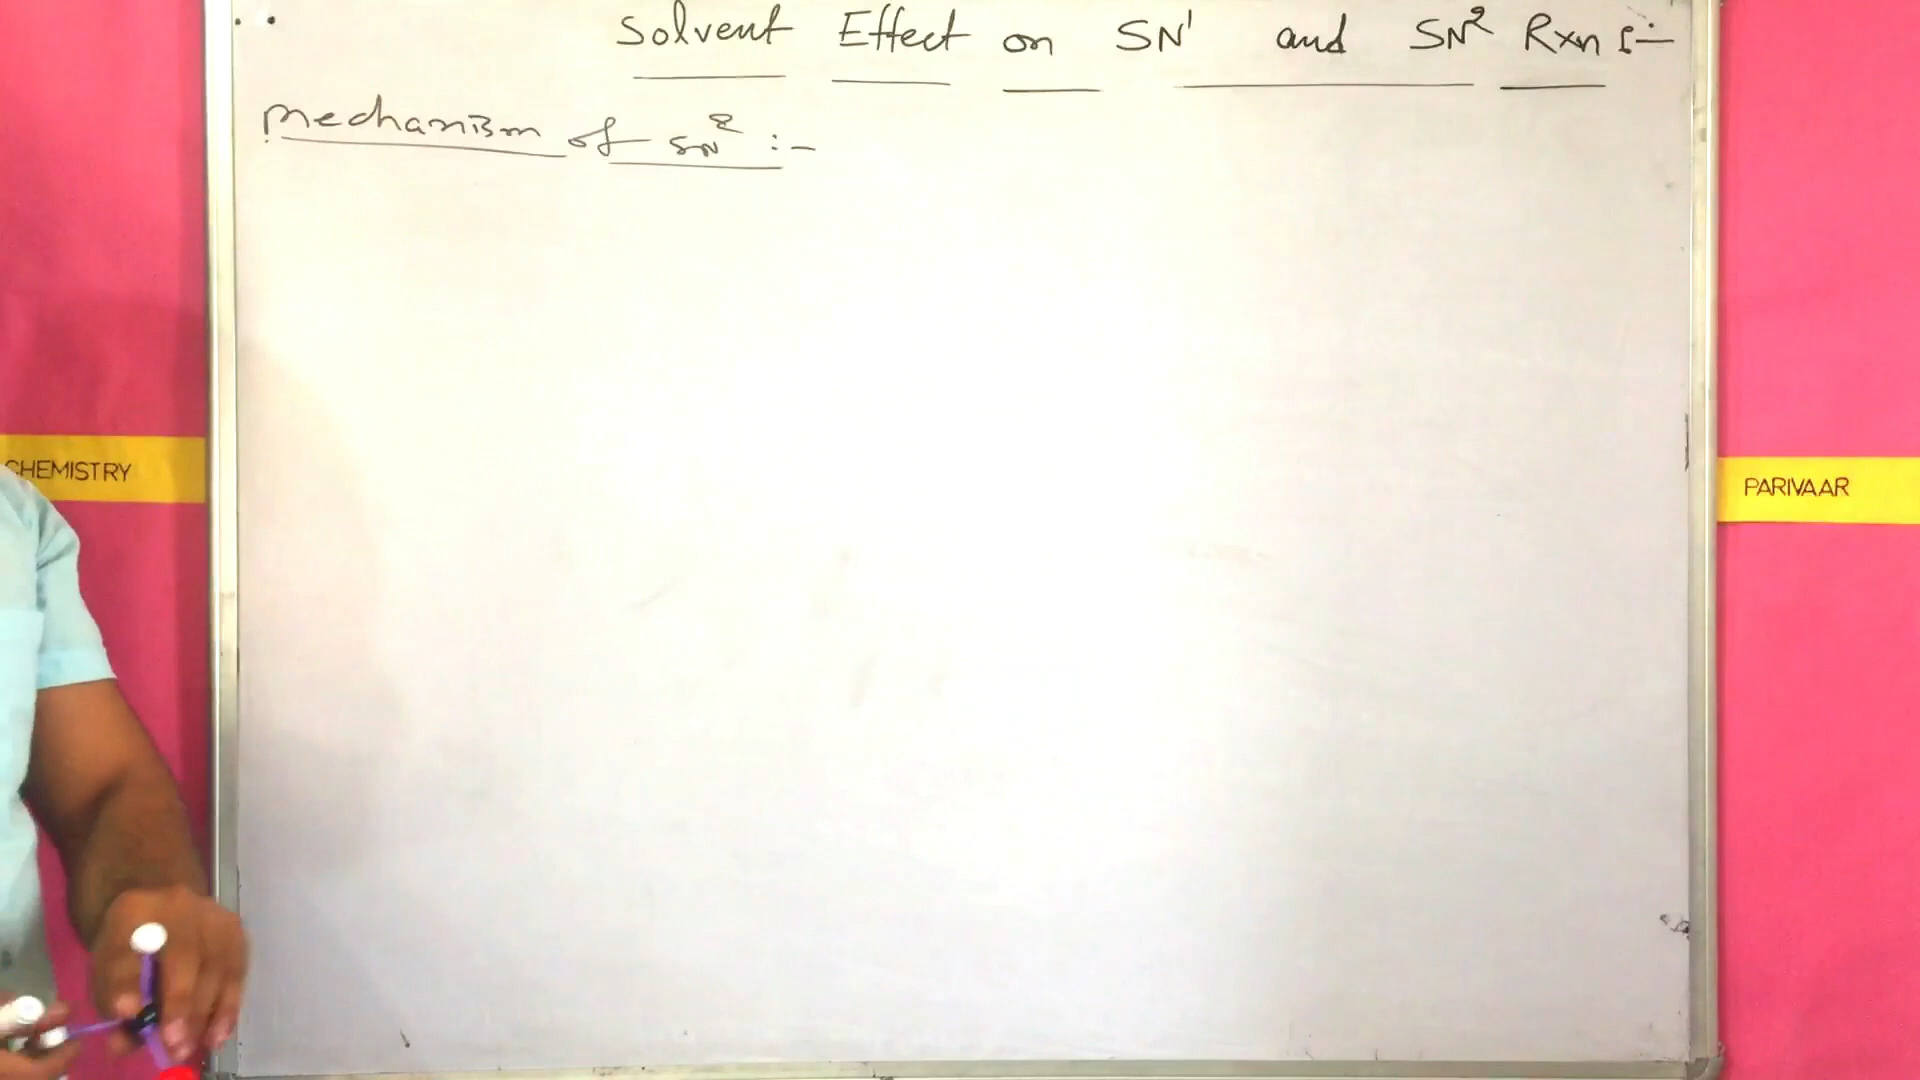 Solvent Effect on SN¹ and SN² Rxn :-
Mechanism of SN² :-
CHEMISTRY
PARIVAAR